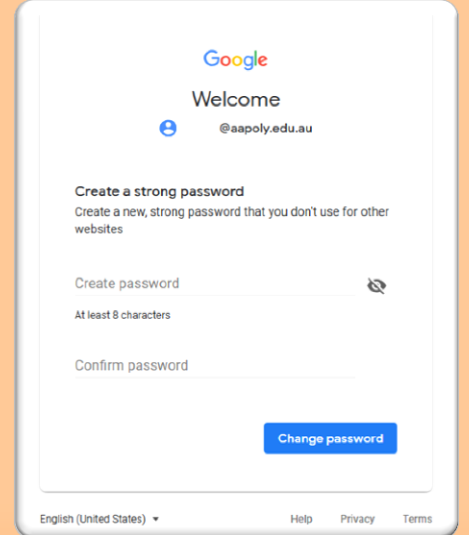 Google
Welcome
@aapoly.edu.au
Create a strong password
Create a new, strong password that you don't use for other
websites
Create password
At least 8 characters
Confirm password
Change password
English (United States) Help Privacy Terms